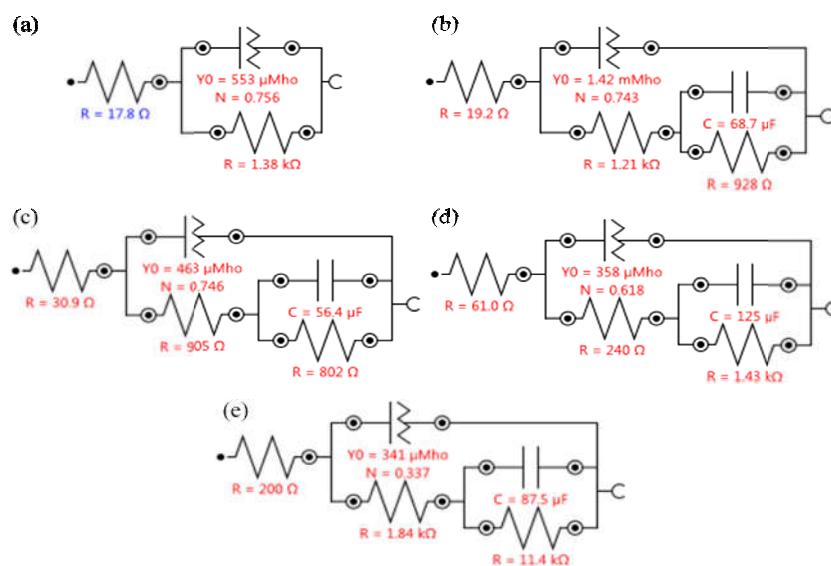 (a)
Y0 = 553 µMho
N = 0.756
R = 17.8 Ω
R = 1.38 kΩ
(b)
Y0 = 1.42 mMho
N = 0.743
R = 19.2 Ω
C = 68.7 µF
R = 1.21 kΩ
R = 928 Ω
(c)
Y0 = 463 µMho
N = 0.746
R = 30.9 Ω
C = 56.4 µF
R = 905 Ω
R = 802 Ω
(d)
Y0 = 358 µMho
N = 0.618
R = 61.0 Ω
C = 125 µF
R = 240 Ω
R = 1.43 kΩ
(e)
Y0 = 341 µMho
N = 0.337
R = 200 Ω
C = 87.5 µF
R = 1.84 kΩ
R = 11.4 kΩ